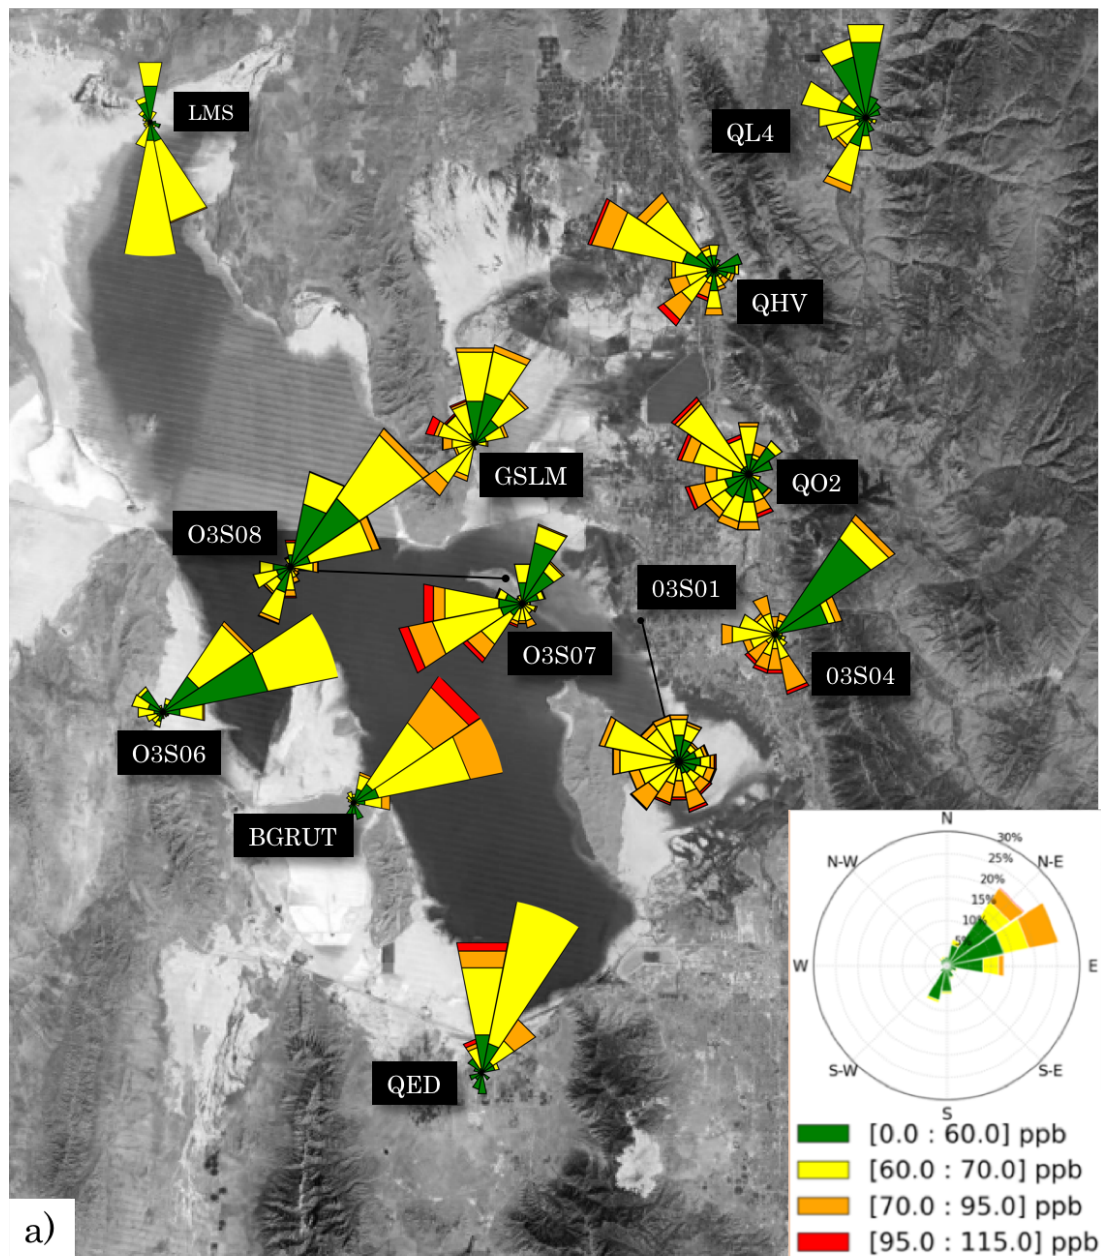 LMS
QL4
QHV
GSLM
QO2
O3S08
03S01
O3S07
03S04
O3S06
BGRUT
QED
N
30%
N-W
25%
N-E
20%
15%
10%
5%
W
E
S-W
S-E
S
[0.0 : 60.0] ppb
[60.0 : 70.0] ppb
[70.0 : 95.0] ppb
[95.0 : 115.0] ppb
a)